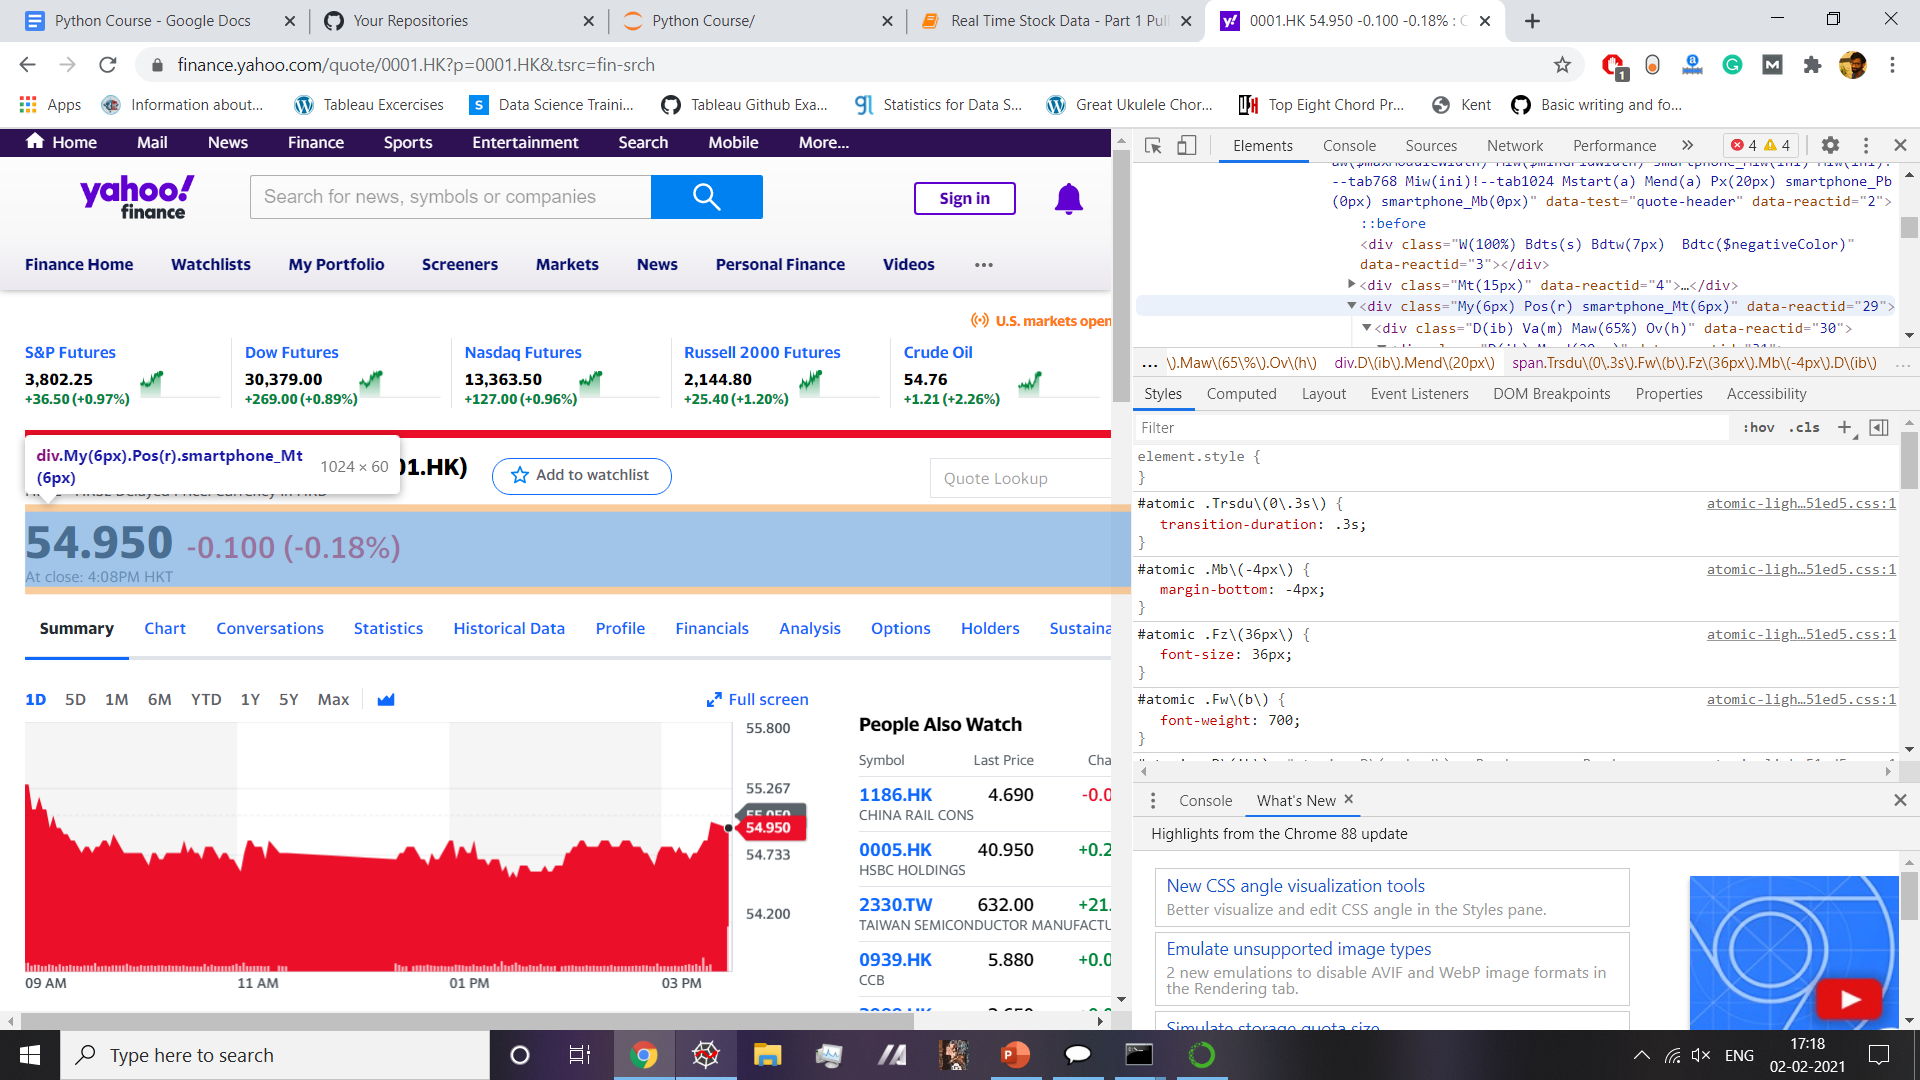 Python Course - Google Docs
Your Repositories
Python Course/
Real Time Stock Data - Part 1 Pul
0001.HK 54.950 -0.100 -0.18% : C
finance.yahoo.com/quote/0001.HK?p=0001.HK&.tsrc=fin-srch
1
Apps
Information about...
Tableau Excercises
Data Science Traini...
Tableau Github Exa...
Statistics for Data S...
Great Ukulele Chor...
Top Eight Chord Pr...
Kent
Basic writing and fo...
Home Mail News Finance Sports Entertainment Search Mobile More...
yahoo! finance
Search for news, symbols or companies
Sign in
Finance Home Watchlists My Portfolio Screeners Markets News Personal Finance Videos ...
U.S. markets open
S&P Futures
3,802.25
+36.50 (+0.97%)
Dow Futures
30,379.00
+269.00 (+0.89%)
Nasdaq Futures
13,363.50
+127.00 (+0.96%)
Russell 2000 Futures
2,144.80
+25.40 (+1.20%)
Crude Oil
54.76
+1.21 (+2.26%)
div.My(6px).Pos(r).smartphone_Mt
(6px)
1024 × 60
01.HK)
Add to watchlist
Quote Lookup
54.950 -0.100 (-0.18%)
At close: 4:08PM HKT
Summary Chart Conversations Statistics Historical Data Profile Financials Analysis Options Holders Sustaina
1D 5D 1M 6M YTD 1Y 5Y Max
Full screen
55.800
55.267
55.050
54.950
54.733
54.200
09 AM 11 AM 01 PM 03 PM
People Also Watch
Symbol Last Price Cha
1186.HK 4.690 -0.0
CHINA RAIL CONS
0005.HK 40.950 +0.2
HSBC HOLDINGS
2330.TW 632.00 +21.
TAIWAN SEMICONDUCTOR MANUFACTU
0939.HK 5.880 +0.0
CCB
Elements Console Sources Network Performance » 4 4
--tab768 Miw(ini)!--tab1024 Mstart(a) Mend(a) Px(20px) smartphone_Pb
(0px) smartphone_Mb(0px)" data-test="quote-header" data-reactid="2">
::before
<div class="W(100%) Bdts(s) Bdtw(7px)  Bdtc($negativeColor)"
data-reactid="3"></div>
<div class="Mt(15px)" data-reactid="4">…</div>
<div class="My(6px) Pos(r) smartphone_Mt(6px)" data-reactid="29">
<div class="D(ib) Va(m) Maw(65%) Ov(h)" data-reactid="30">
... \).Maw\(65\%\).Ov\(h\) div.D\(ib\).Mend\(20px\) span.Trsdu\(0\.3s\).Fw\(b\).Fz\(36px\).Mb\(-4px\).D\(ib\) ...
Styles Computed Layout Event Listeners DOM Breakpoints Properties Accessibility
Filter :hov .cls +
element.style {
}
#atomic .Trsdu\(0\.3s\) { atomic-ligh…51ed5.css:1
transition-duration: .3s;
}
#atomic .Mb\(-4px\) { atomic-ligh…51ed5.css:1
margin-bottom: -4px;
}
#atomic .Fz\(36px\) { atomic-ligh…51ed5.css:1
font-size: 36px;
}
#atomic .Fw\(b\) { atomic-ligh…51ed5.css:1
font-weight: 700;
}
Console What's New
Highlights from the Chrome 88 update
New CSS angle visualization tools
Better visualize and edit CSS angle in the Styles pane.
Emulate unsupported image types
2 new emulations to disable AVIF and WebP image formats in
the Rendering tab.
Simulate storage quota size
Type here to search
ENG
17:18
02-02-2021